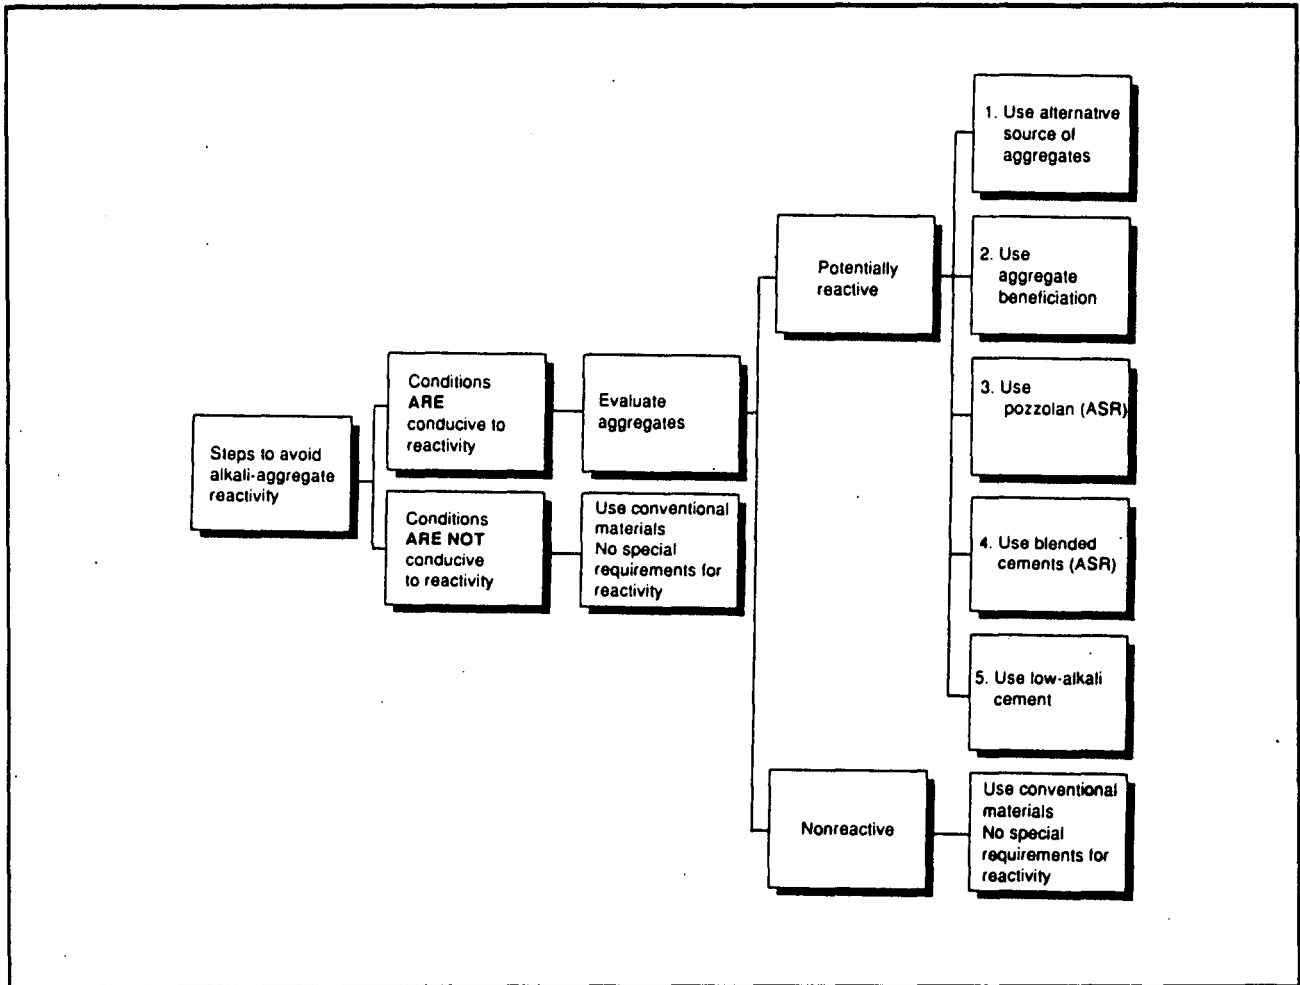 Steps to avoid
alkali-aggregate
reactivity
Conditions
ARE
conducive to
reactivity
Conditions
ARE NOT
conducive
to reactivity
Evaluate
aggregates
Use conventional
materials
No special
requirements for
reactivity
Potentially
reactive
Nonreactive
1. Use alternative
source of
aggregates
2. Use
aggregate
beneficiation
3. Use
pozzolan (ASR)
4. Use blended
cements (ASR)
5. Use low-alkali
cement
Use conventional
materials
No special
requirements for
reactivity